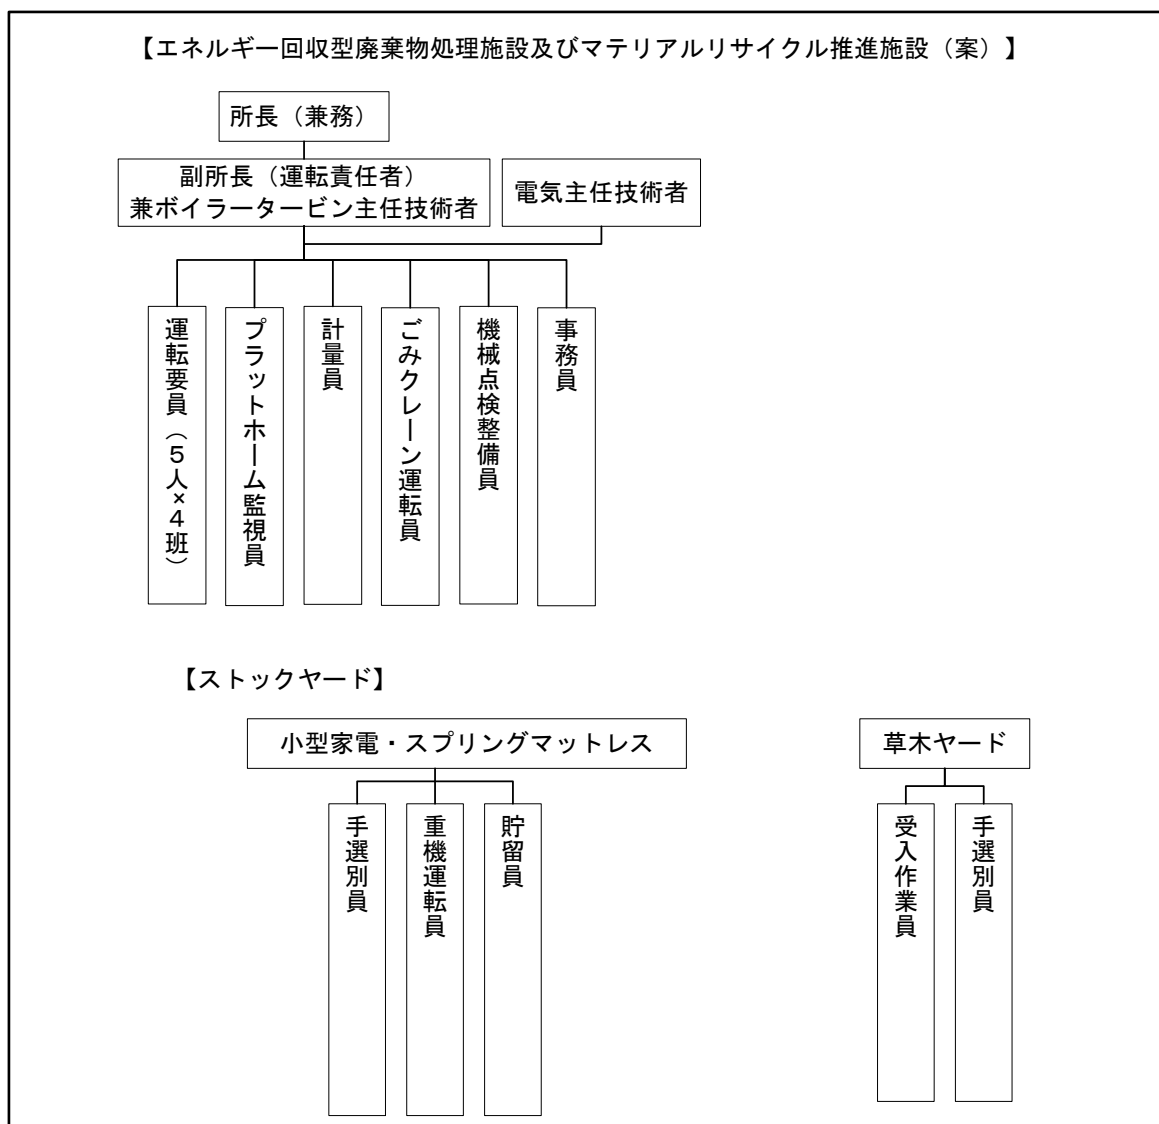 【エネルギー回収型廃棄物処理施設及びマテリアルリサイクル推進施設（案）】
所長（兼務）
副所長（運転責任者）
兼ボイラータービン主任技術者
電気主任技術者
運転要員（５人×４班）
プラットホーム監視員
計量員
ごみクレーン運転員
機械点検整備員
事務員
【ストックヤード】
小型家電・スプリングマットレス
草木ヤード
手選別員
重機運転員
貯留員
受入作業員
手選別員